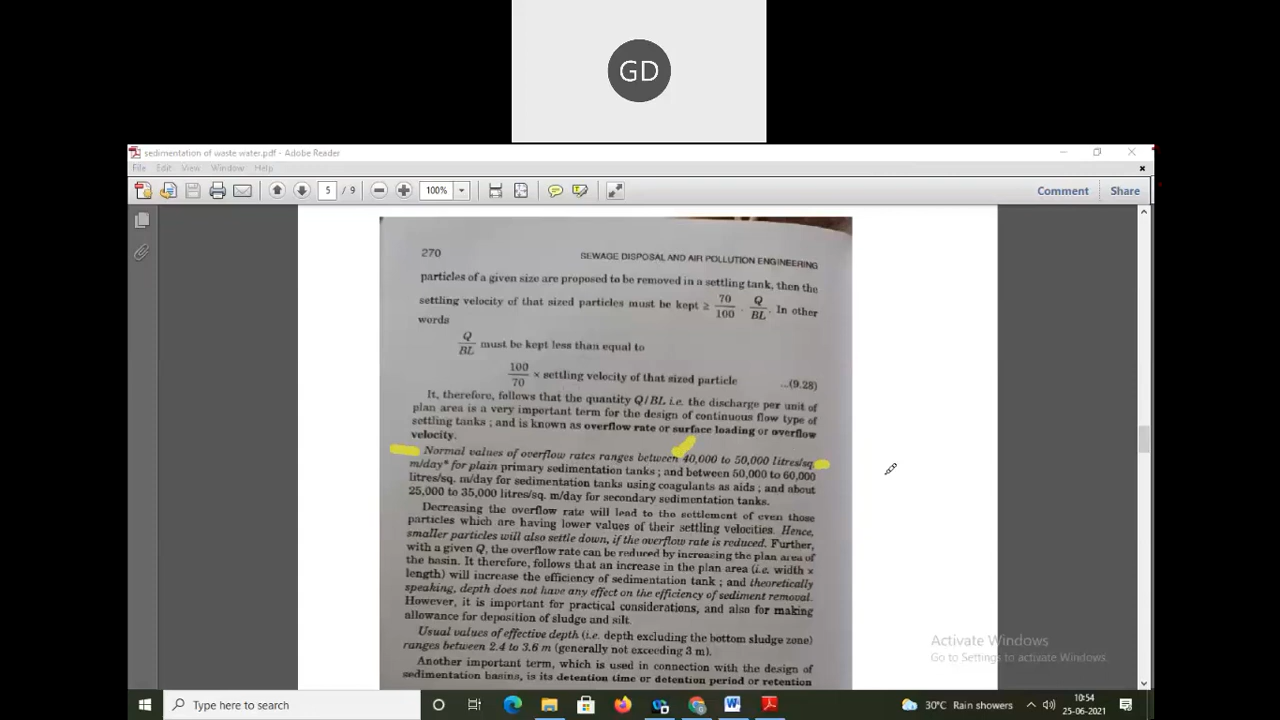 GD
sedimentation of waste water.pdf - Adobe Reader
File Edit View Window Help
5 / 9 100% Comment Share
270 SEWAGE DISPOSAL AND AIR POLLUTION ENGINEERING
particles of a given size are proposed to be removed in a settling tank, then the
settling velocity of that sized particles must be kept ≥ 70/100 · Q/BL. In other
words
Q/BL must be kept less than equal to
100/70 × settling velocity of that sized particle ...(9.28)
It, therefore, follows that the quantity Q/BL i.e. the discharge per unit of
plan area is a very important term for the design of continuous flow type of
settling tanks ; and is known as overflow rate or surface loading or overflow
velocity.
Normal values of overflow rates ranges between 40,000 to 50,000 litres/sq.
m/day* for plain primary sedimentation tanks ; and between 50,000 to 60,000
litres/sq. m/day for sedimentation tanks using coagulants as aids ; and about
25,000 to 35,000 litres/sq. m/day for secondary sedimentation tanks.
Decreasing the overflow rate will lead to the settlement of even those
particles which are having lower values of their settling velocities. Hence,
smaller particles will also settle down, if the overflow rate is reduced. Further,
with a given Q, the overflow rate can be reduced by increasing the plan area of
the basin. It therefore, follows that an increase in the plan area (i.e. width ×
length) will increase the efficiency of sedimentation tank ; and theoretically
speaking, depth does not have any effect on the efficiency of sediment removal.
However, it is important for practical considerations, and also for making
allowance for deposition of sludge and silt.
Usual values of effective depth (i.e. depth excluding the bottom sludge zone)
ranges between 2.4 to 3.6 m (generally not exceeding 3 m).
Another important term, which is used in connection with the design of
sedimentation basins, is its detention time or detention period or retention
Activate Windows
Go to Settings to activate Windows.
Type here to search
30°C Rain showers
10:54
25-06-2021